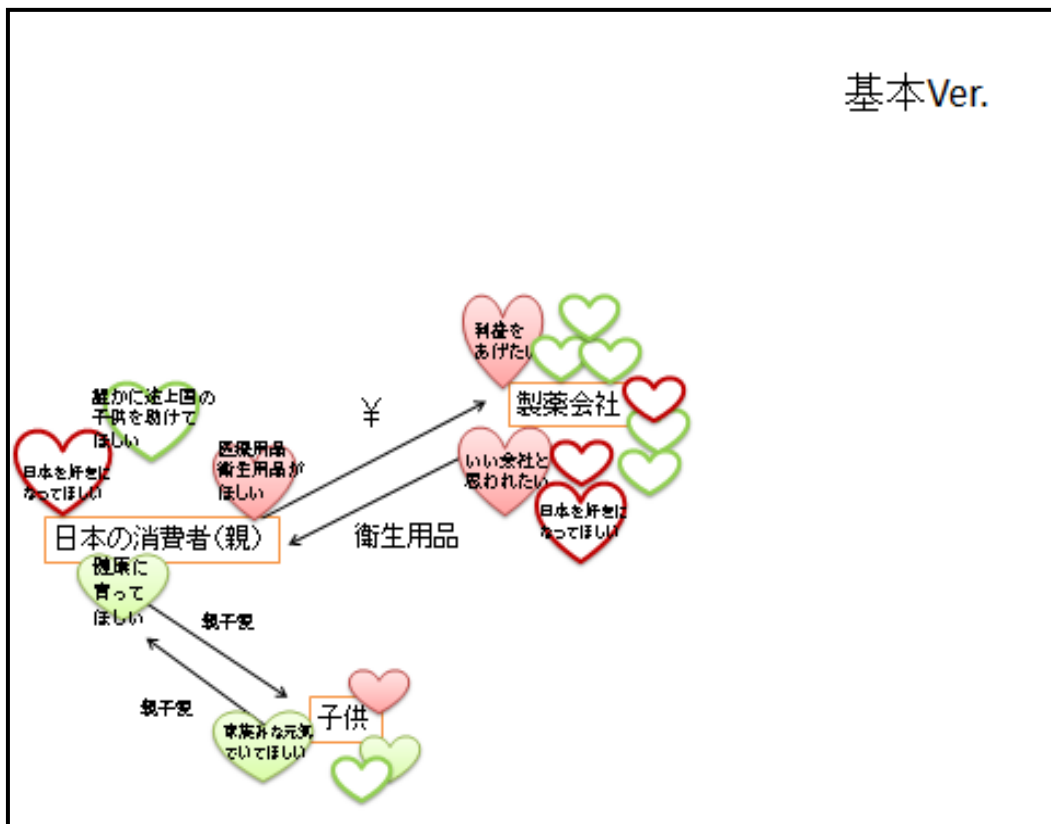 基本Ver.
利益を
あげたい
製薬会社
誰かに途上国の
子供を助けて
ほしい
¥
医療用品
衛生用品が
ほしい
日本を好きに
なってほしい
いい会社と
思われたい
日本を好きに
なってほしい
日本の消費者(親)
衛生用品
健康に
育って
ほしい
親子愛
親子愛
子供
家族みな元気
でいてほしい